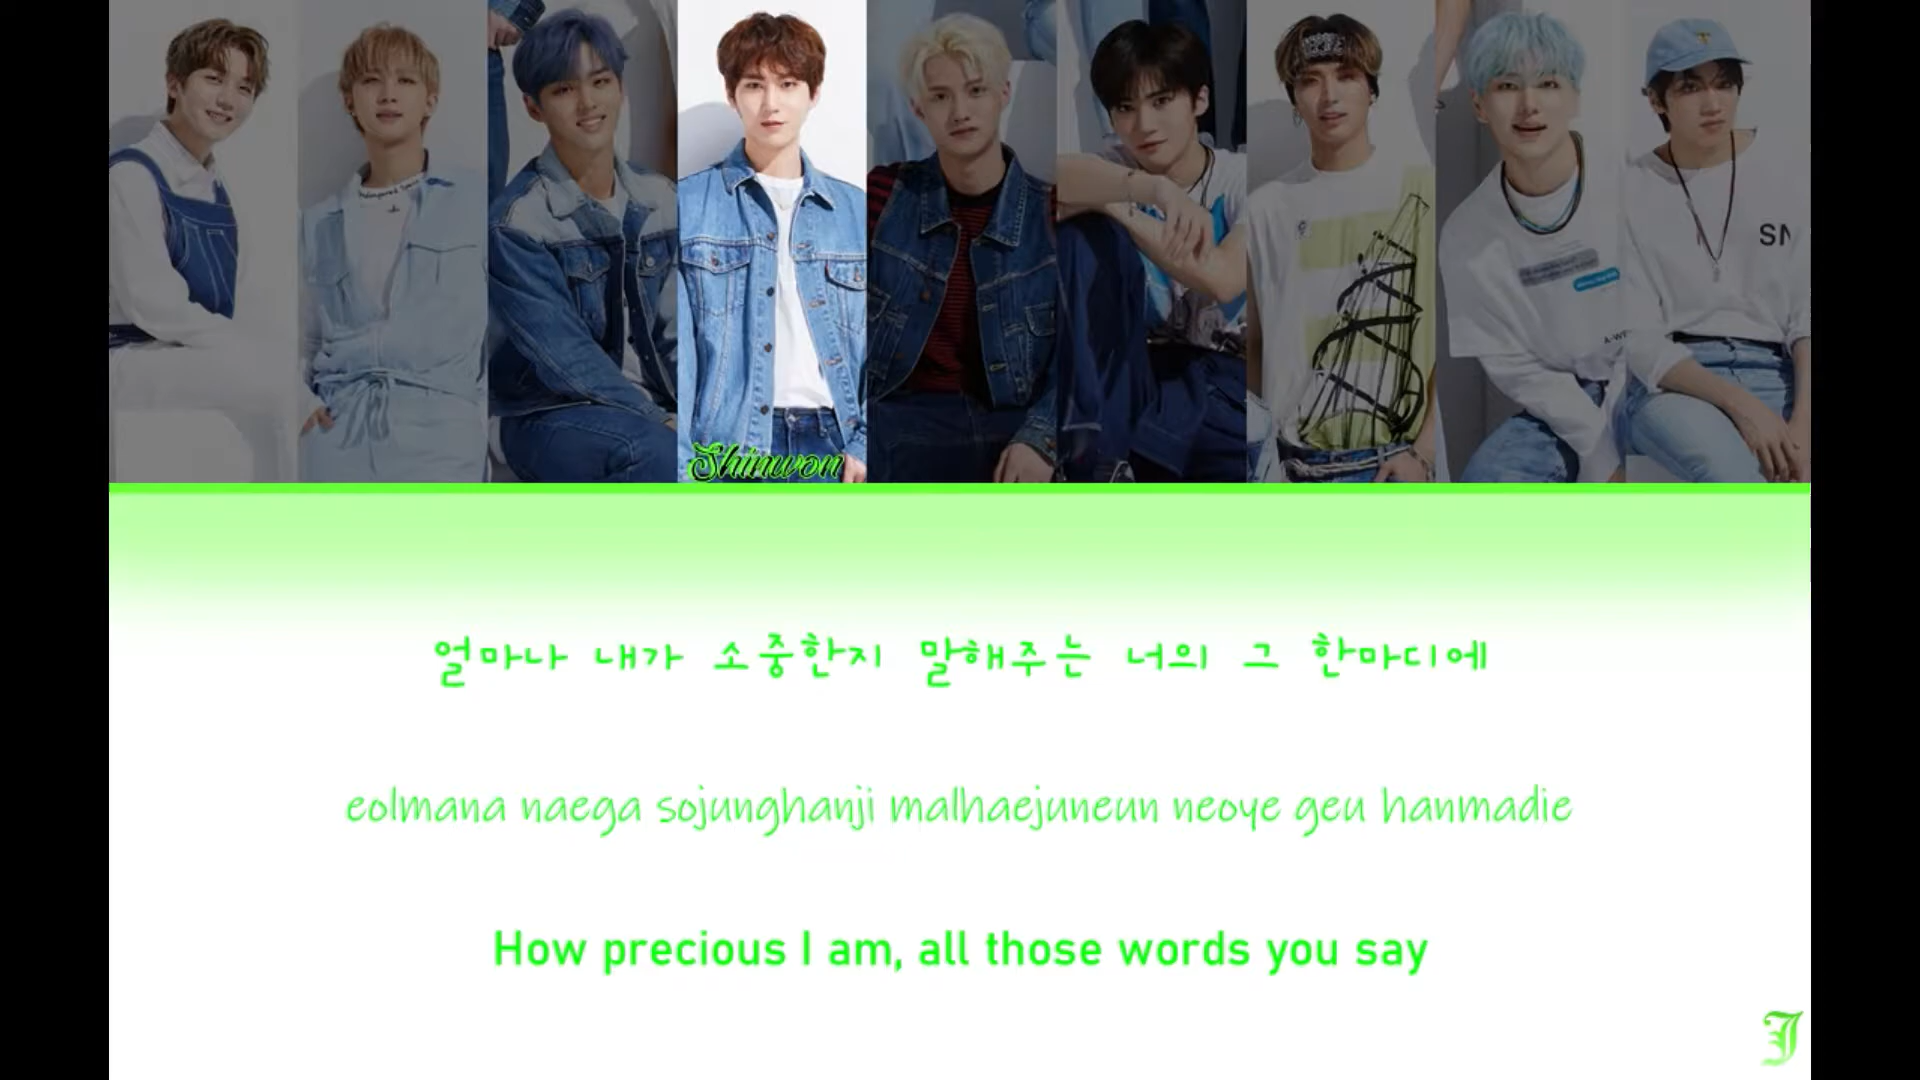 SN
Shinwon
얼마나 내가 소중한지 말해주는 너의 그 한마디에
eolmana naega sojunghanji malhaejuneun neoye geu hanmadie
How precious I am, all those words you say
J